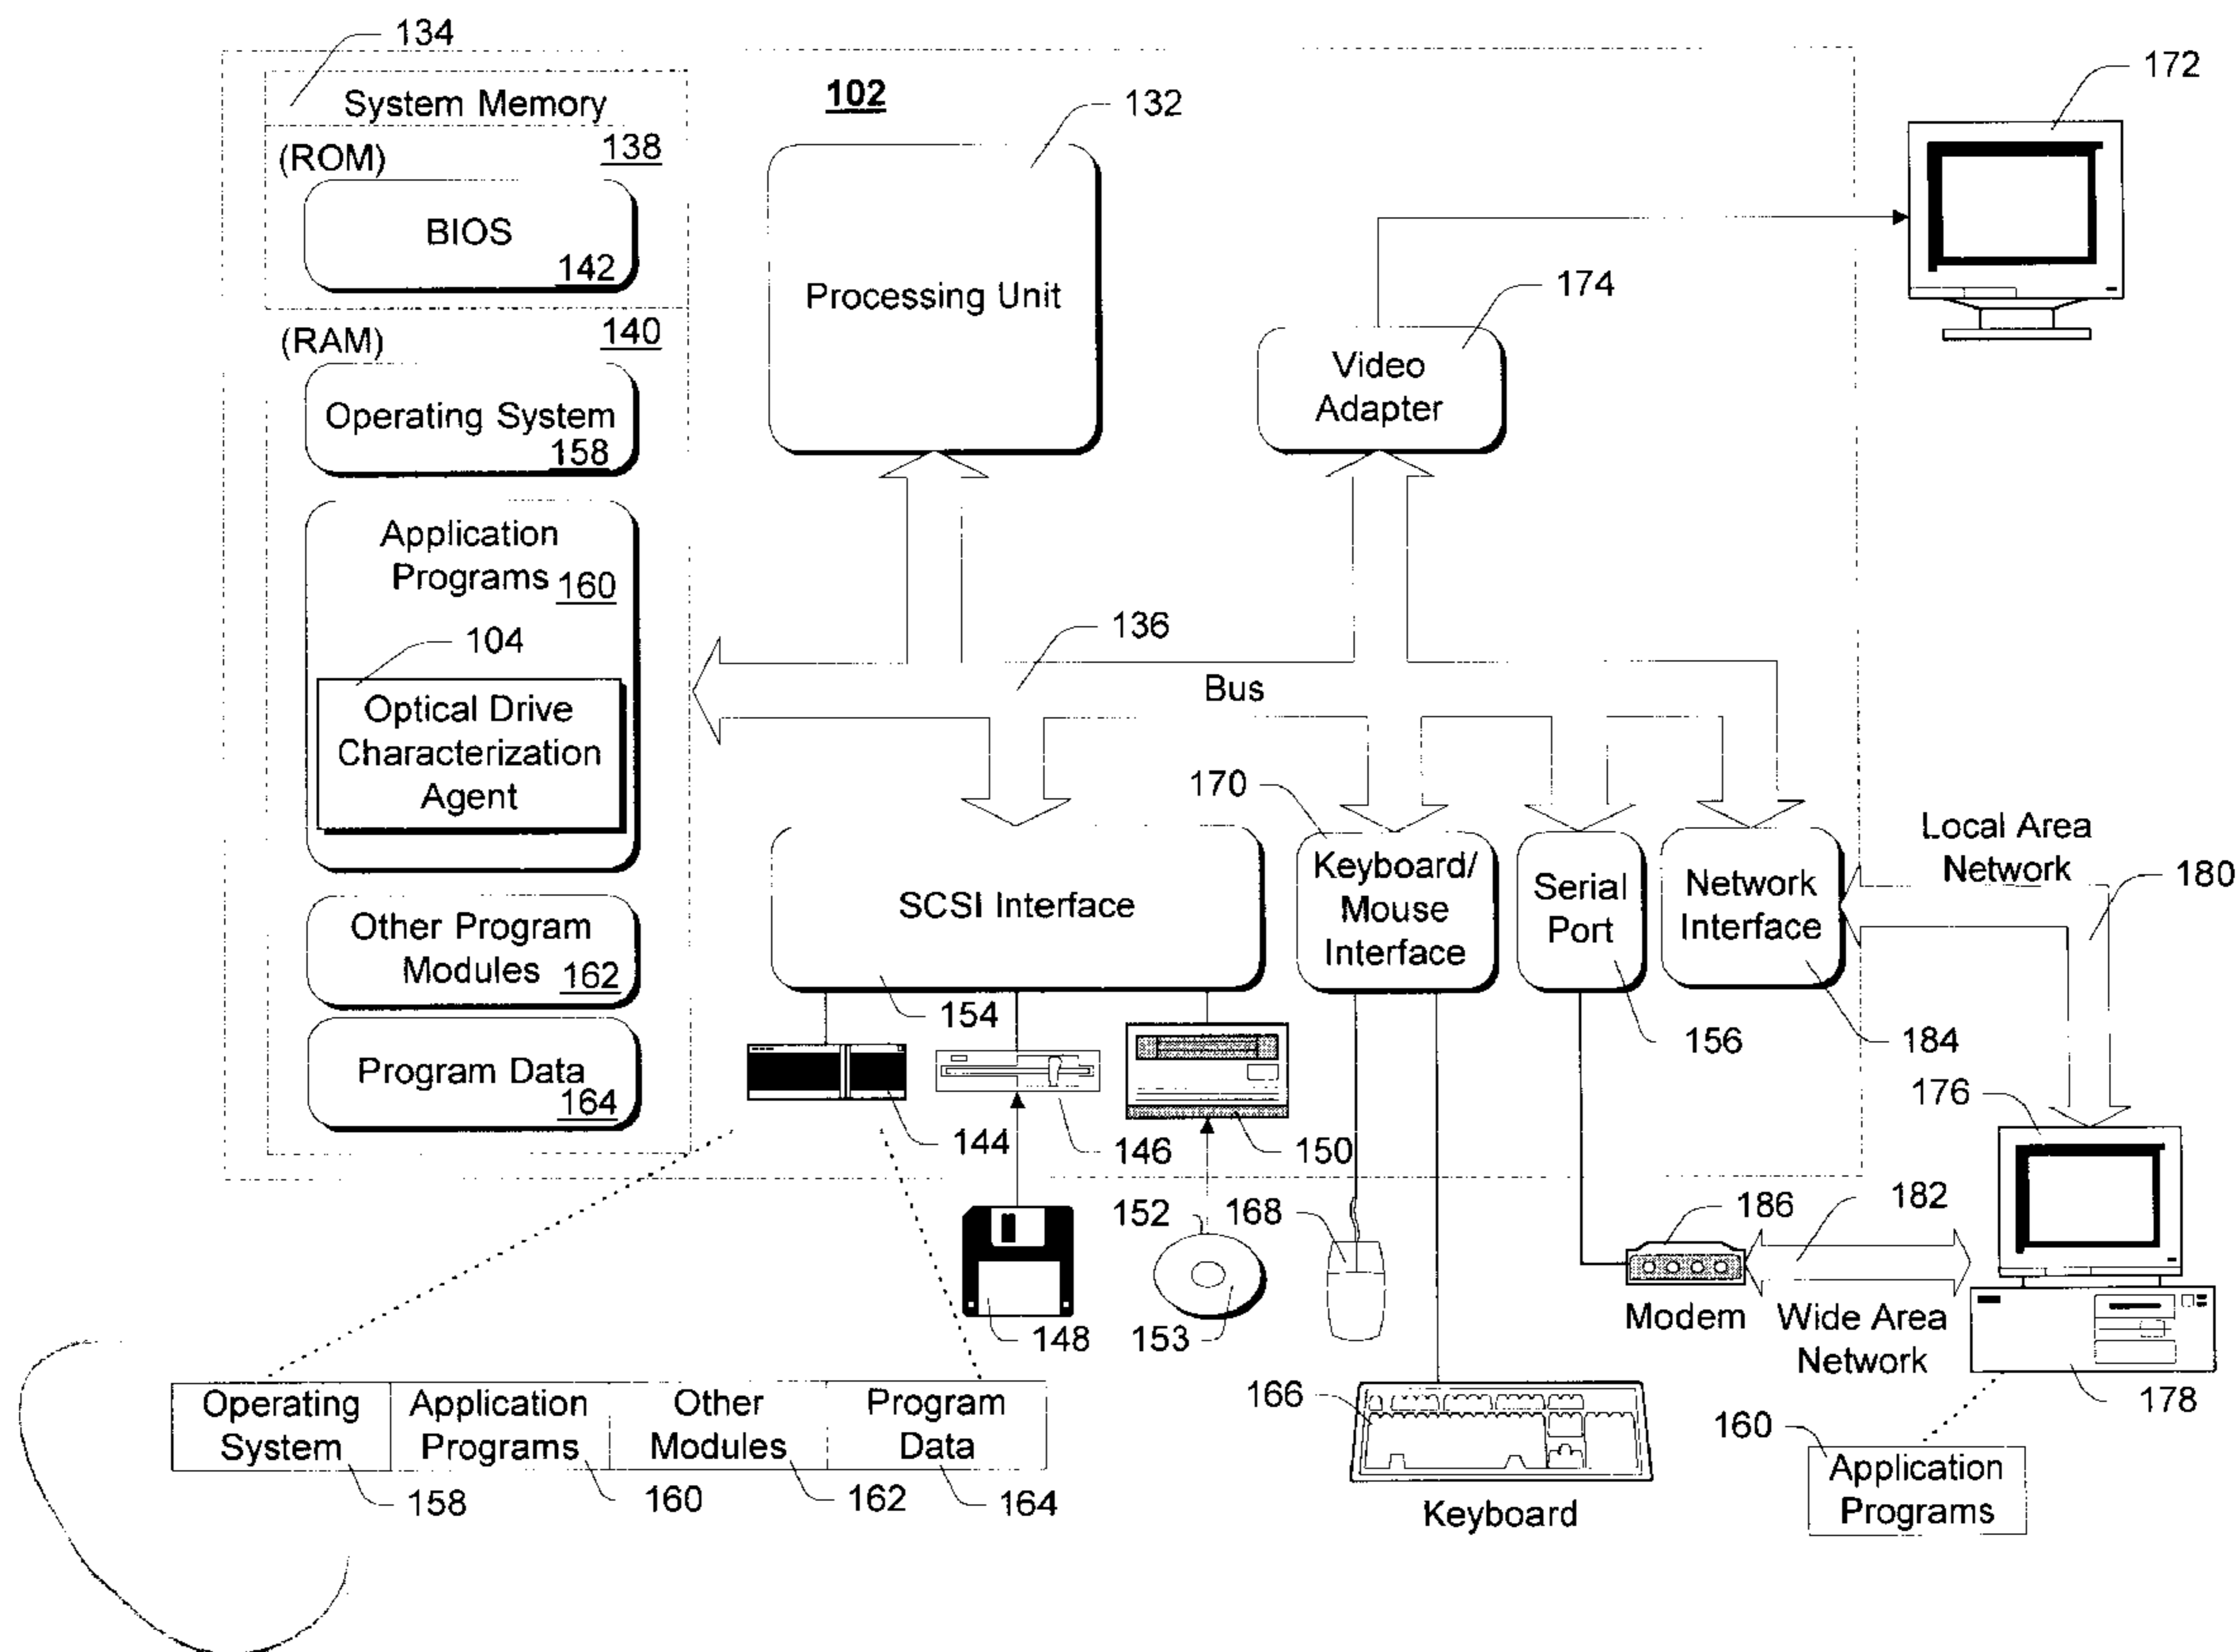 134
System Memory
(ROM)
138
BIOS
142
(RAM)
140
Operating System
158
Application
Programs 160
104
Optical Drive
Characterization
Agent
Other Program
Modules 162
Program Data
164
102
132
Processing Unit
172
174
Video
Adapter
136
Bus
SCSI Interface
154
170
Keyboard/
Mouse
Interface
Serial
Port
156
Network
Interface
184
Local Area
Network
180
144
146
150
148
152
153
168
166
Keyboard
186
Modem
182
Wide Area
Network
176
178
160
Application
Programs
Operating
System
158
Application
Programs
160
Other
Modules
162
Program
Data
164